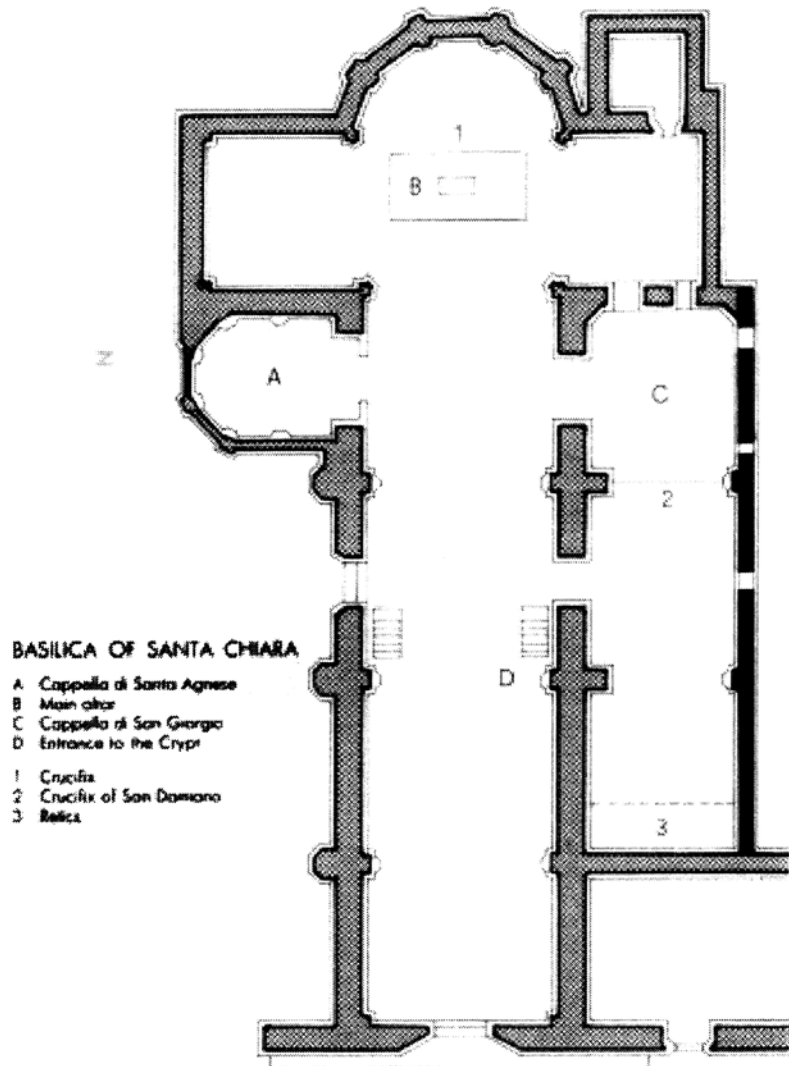 1
B
A
C
2
D
3
N
BASILICA OF SANTA CHIARA
A Cappella di Santa Agnese
B Main altar
C Cappella di San Giorgio
D Entrance to the Crypt
1 Crucifix
2 Crucifix of San Damiano
3 Relics